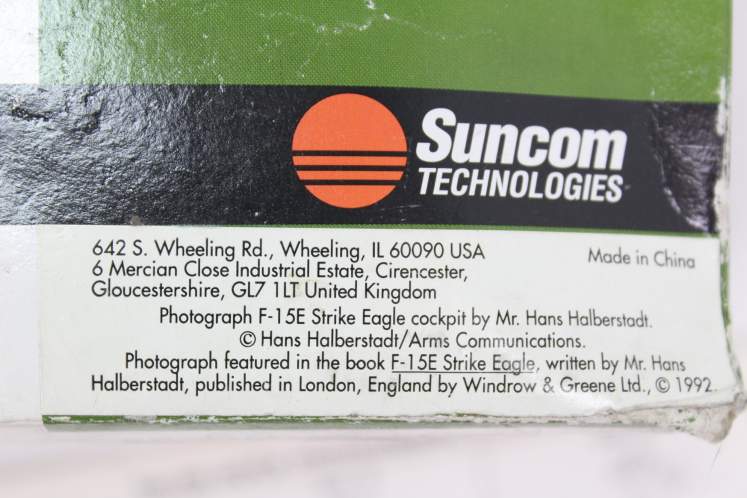 Suncom
TECHNOLOGIES
642 S. Wheeling Rd., Wheeling, IL 60090 USA
Made in China
6 Mercian Close Industrial Estate, Cirencester,
Gloucestershire, GL7 1LT United Kingdom
Photograph F-15E Strike Eagle cockpit by Mr. Hans Halberstadt.
© Hans Halberstadt/Arms Communications.
Photograph featured in the book F-15E Strike Eagle, written by Mr. Hans
Halberstadt, published in London, England by Windrow & Greene Ltd., © 1992.